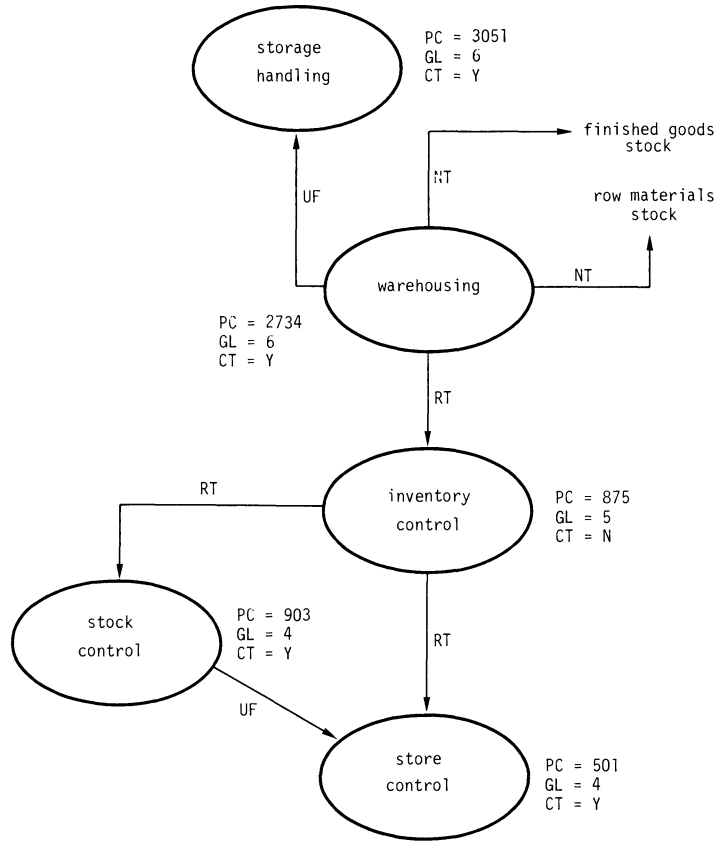 storage
handling
PC = 3051
GL = 6
CT = Y
finished goods
stock
NT
UF
row materials
stock
warehousing
NT
PC = 2734
GL = 6
CT = Y
RT
inventory
control
PC = 875
GL = 5
CT = N
RT
stock
control
PC = 903
GL = 4
CT = Y
RT
UF
store
control
PC = 501
GL = 4
CT = Y